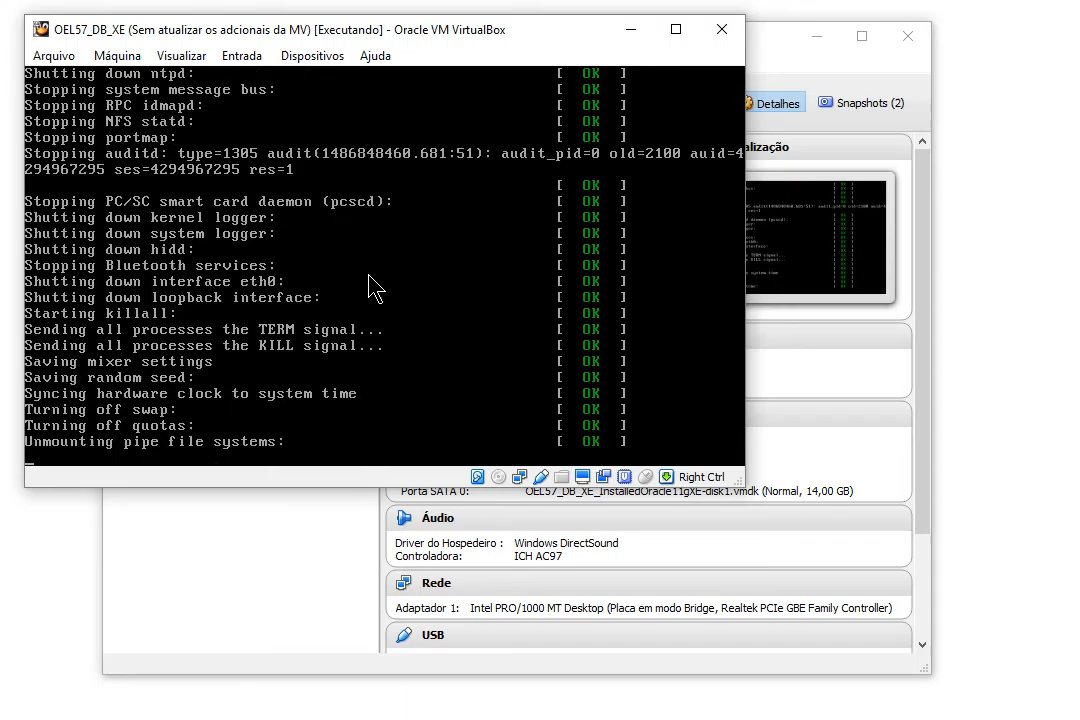 OEL57_DB_XE (Sem atualizar os adcionais da MV) [Executando] - Oracle VM VirtualBox
Arquivo Máquina Visualizar Entrada Dispositivos Ajuda
Shutting down ntpd: [ OK ]
Stopping system message bus: [ OK ]
Stopping RPC idmapd: [ OK ]
Stopping NFS statd: [ OK ]
Stopping portmap: [ OK ]
Stopping auditd: type=1305 audit(1486848460.681:51): audit_pid=0 old=2100 auid=4
294967295 ses=4294967295 res=1
[ OK ]
Stopping PC/SC smart card daemon (pcscd): [ OK ]
Shutting down kernel logger: [ OK ]
Shutting down system logger: [ OK ]
Shutting down hidd: [ OK ]
Stopping Bluetooth services: [ OK ]
Shutting down interface eth0: [ OK ]
Shutting down loopback interface: [ OK ]
Starting killall: [ OK ]
Sending all processes the TERM signal... [ OK ]
Sending all processes the KILL signal... [ OK ]
Saving mixer settings [ OK ]
Saving random seed: [ OK ]
Syncing hardware clock to system time [ OK ]
Turning off swap: [ OK ]
Turning off quotas: [ OK ]
Unmounting pipe file systems: [ OK ]
Right Ctrl
Detalhes Snapshots (2)
alização
Porta SATA 0: OEL57_DB_XE_InstalledOracle11gXE-disk1.vmdk (Normal, 14,00 GB)
Áudio
Driver do Hospedeiro : Windows DirectSound
Controladora: ICH AC97
Rede
Adaptador 1: Intel PRO/1000 MT Desktop (Placa em modo Bridge, Realtek PCIe GBE Family Controller)
USB